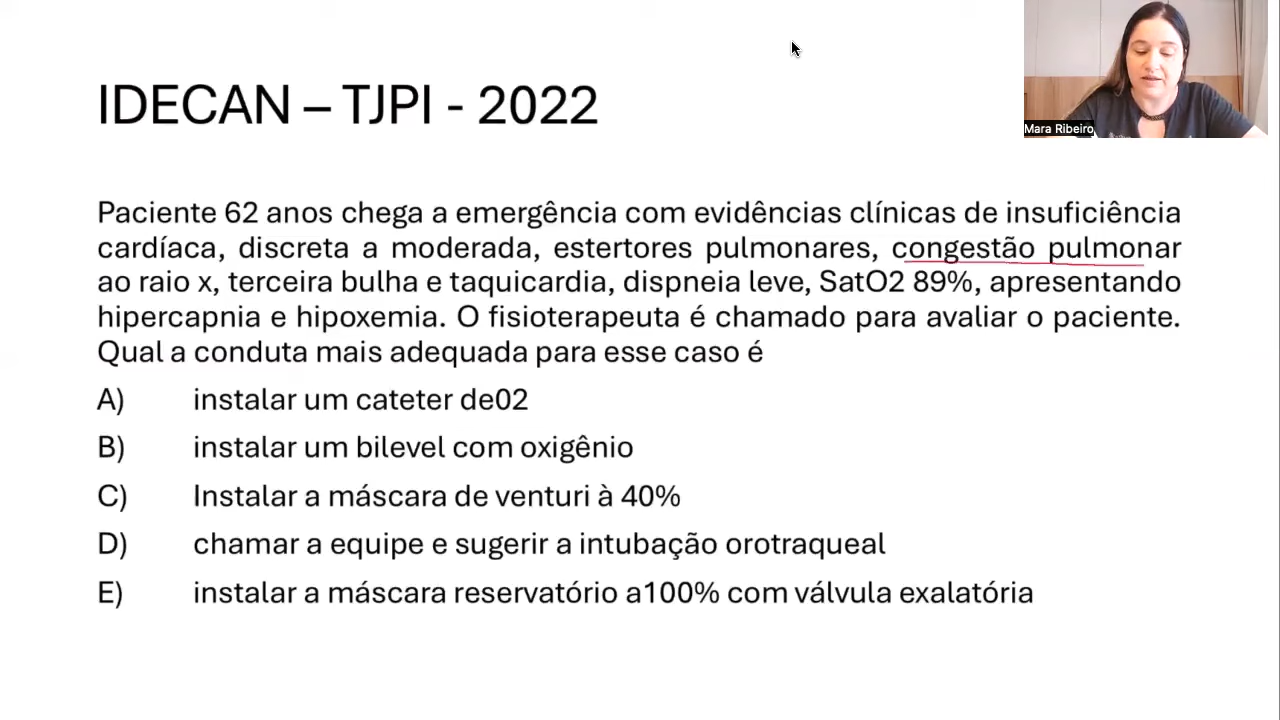 Mara Ribeiro
IDECAN – TJPI - 2022
Paciente 62 anos chega a emergência com evidências clínicas de insuficiência
cardíaca, discreta a moderada, estertores pulmonares, congestão pulmonar
ao raio x, terceira bulha e taquicardia, dispneia leve, SatO2 89%, apresentando
hipercapnia e hipoxemia. O fisioterapeuta é chamado para avaliar o paciente.
Qual a conduta mais adequada para esse caso é
A) instalar um cateter de02
B) instalar um bilevel com oxigênio
C) Instalar a máscara de venturi à 40%
D) chamar a equipe e sugerir a intubação orotraqueal
E) instalar a máscara reservatório a100% com válvula exalatória